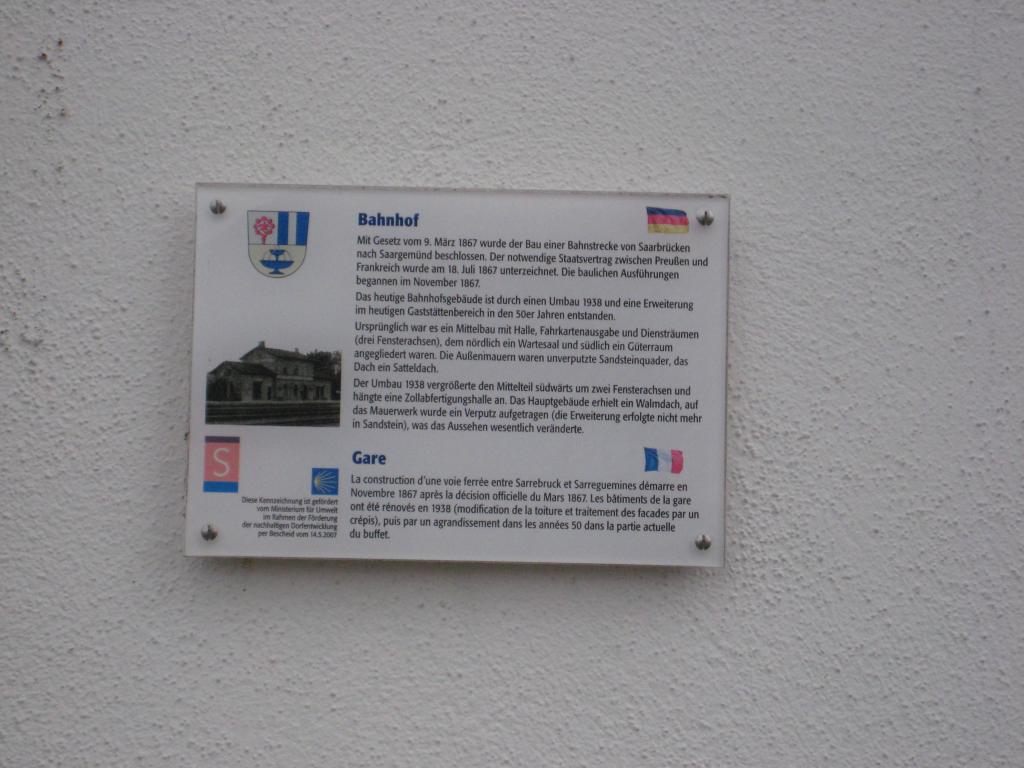 Bahnhof
Mit Gesetz vom 9. März 1867 wurde der Bau einer Bahnstrecke von Saarbrücken
nach Saargemünd beschlossen. Der notwendige Staatsvertrag zwischen Preußen und
Frankreich wurde am 18. Juli 1867 unterzeichnet. Die baulichen Ausführungen
begannen im November 1867.
Das heutige Bahnhofsgebäude ist durch einen Umbau 1938 und eine Erweiterung
im heutigen Gaststättenbereich in den 50er Jahren entstanden.
Ursprünglich war es ein Mittelbau mit Halle, Fahrkartenausgabe und Diensträumen
(drei Fensterachsen), dem nördlich ein Wartesaal und südlich ein Güterraum
angegliedert waren. Die Außenmauern waren unverputzte Sandsteinquader, das
Dach ein Satteldach.
Der Umbau 1938 vergrößerte den Mittelteil südwärts um zwei Fensterachsen und
hängte eine Zollabfertigungshalle an. Das Hauptgebäude erhielt ein Walmdach, auf
das Mauerwerk wurde ein Verputz aufgetragen (die Erweiterung erfolgte nicht mehr
in Sandstein), was das Aussehen wesentlich veränderte.
Gare
La construction d'une voie ferrée entre Sarrebruck et Sarreguemines démarre en
Novembre 1867 après la décision officielle du Mars 1867. Les bâtiments de la gare
ont été rénovés en 1938 (modification de la toiture et traitement des facades par un
crépis), puis par un agrandissement dans les années 50 dans la partie actuelle
du buffet.
S
Diese Kennzeichnung ist gefördert
vom Ministerium für Umwelt
im Rahmen der Förderung
der nachhaltigen Dorfentwicklung
per Bescheid vom 14.5.2007